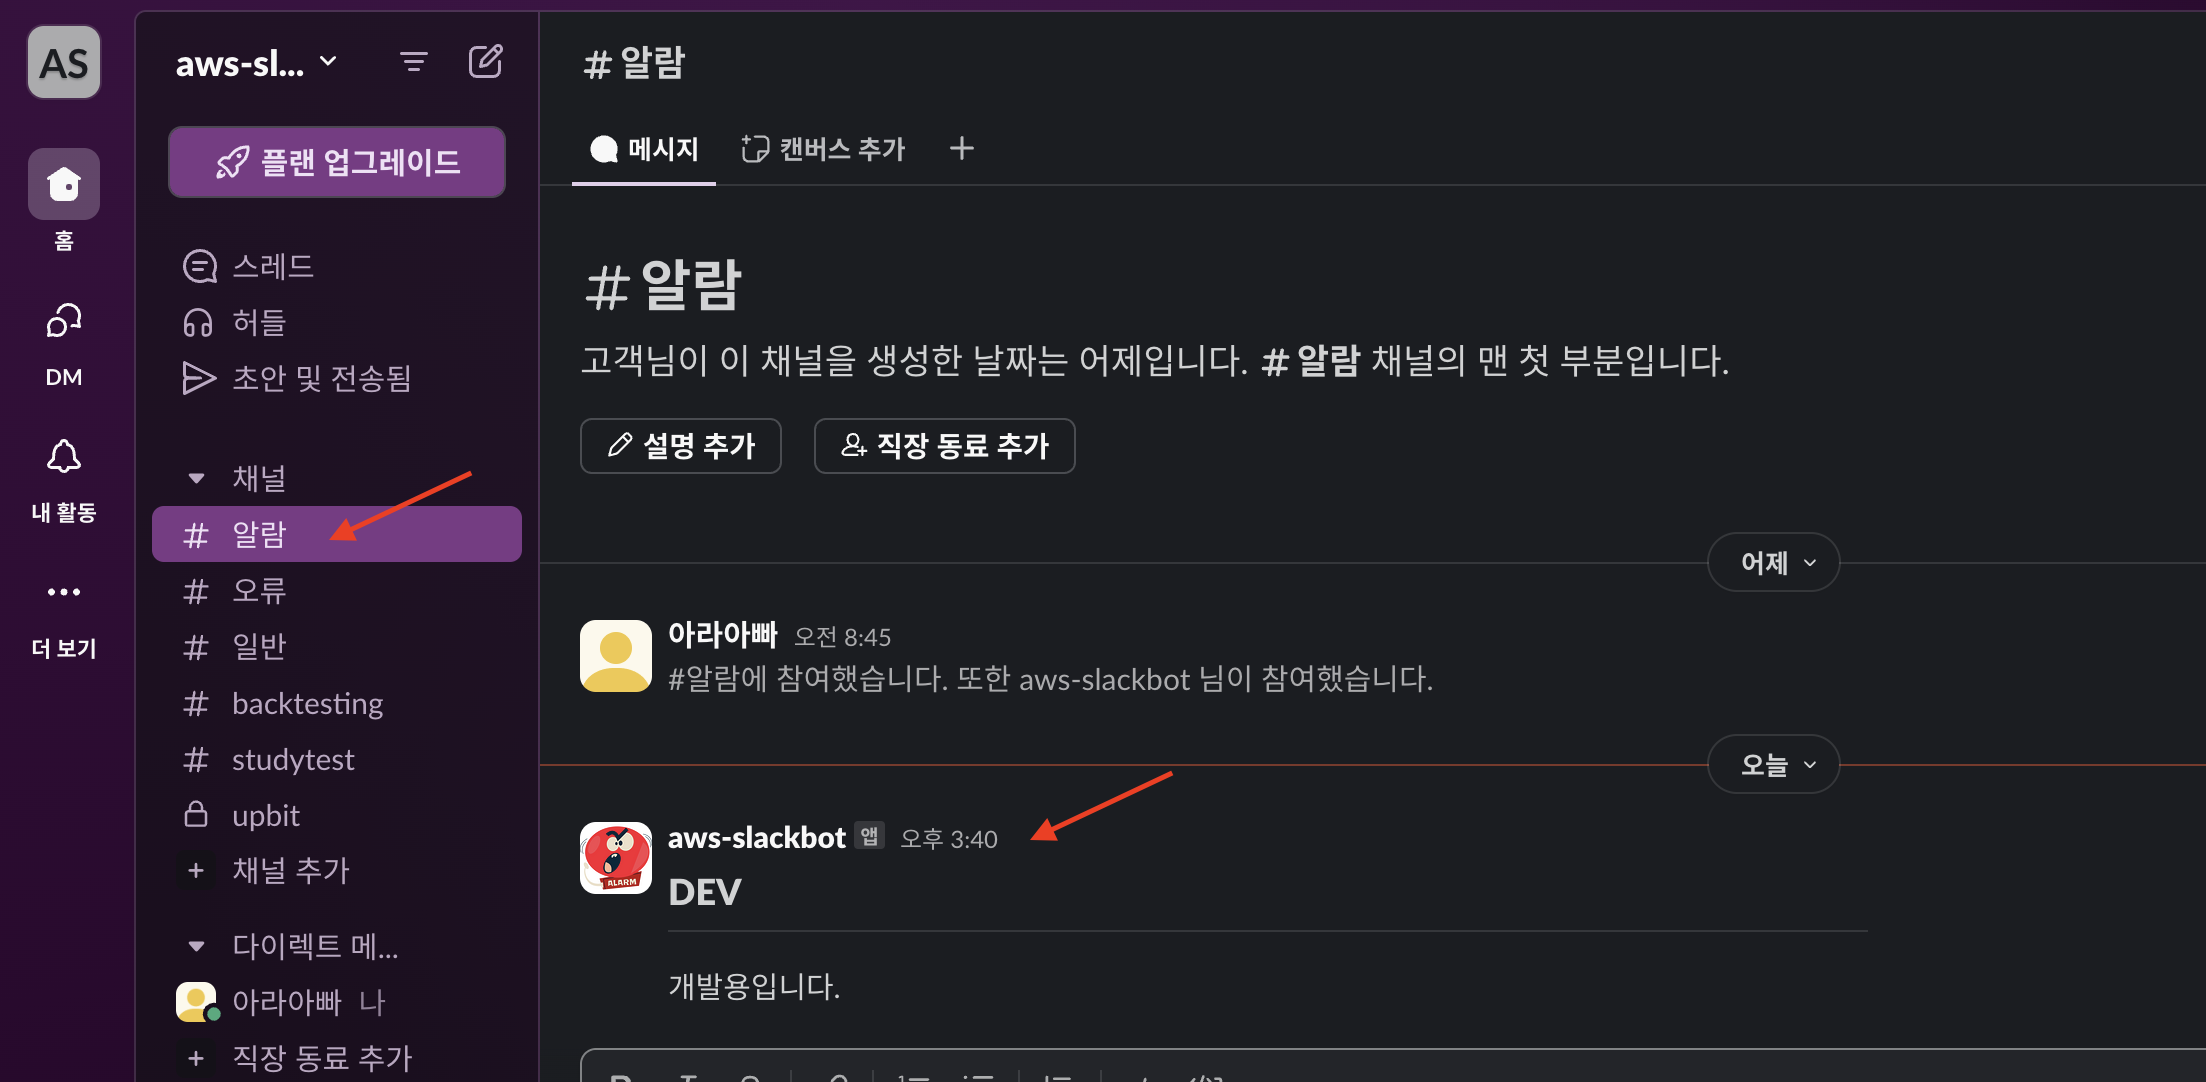 AS
홈
DM
내 활동
더 보기
aws-sl...
플랜 업그레이드
스레드
허들
초안 및 전송됨
채널
# 알람
# 오류
# 일반
# backtesting
# studytest
upbit
+ 채널 추가
다이렉트 메...
아라아빠 나
+ 직장 동료 추가
# 알람
메시지 캔버스 추가 +
# 알람
고객님이 이 채널을 생성한 날짜는 어제입니다. # 알람 채널의 맨 첫 부분입니다.
설명 추가 직장 동료 추가
어제
아라아빠 오전 8:45
#알람에 참여했습니다. 또한 aws-slackbot 님이 참여했습니다.
오늘
ALARM
aws-slackbot 앱 오후 3:40
DEV
개발용입니다.